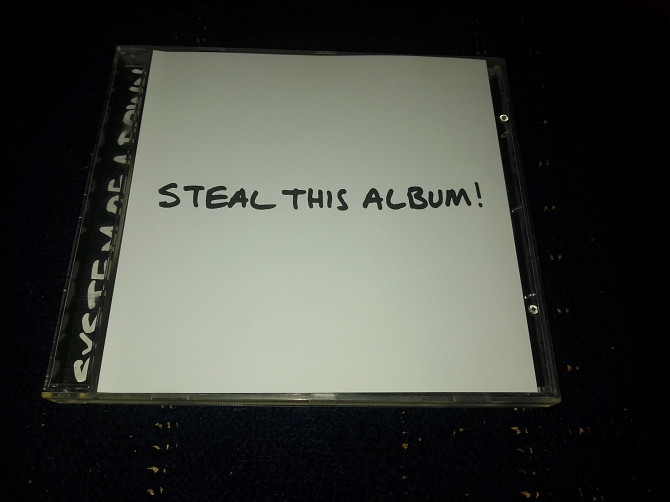 SYSTEM OF A DOWN
STEAL THIS ALBUM!